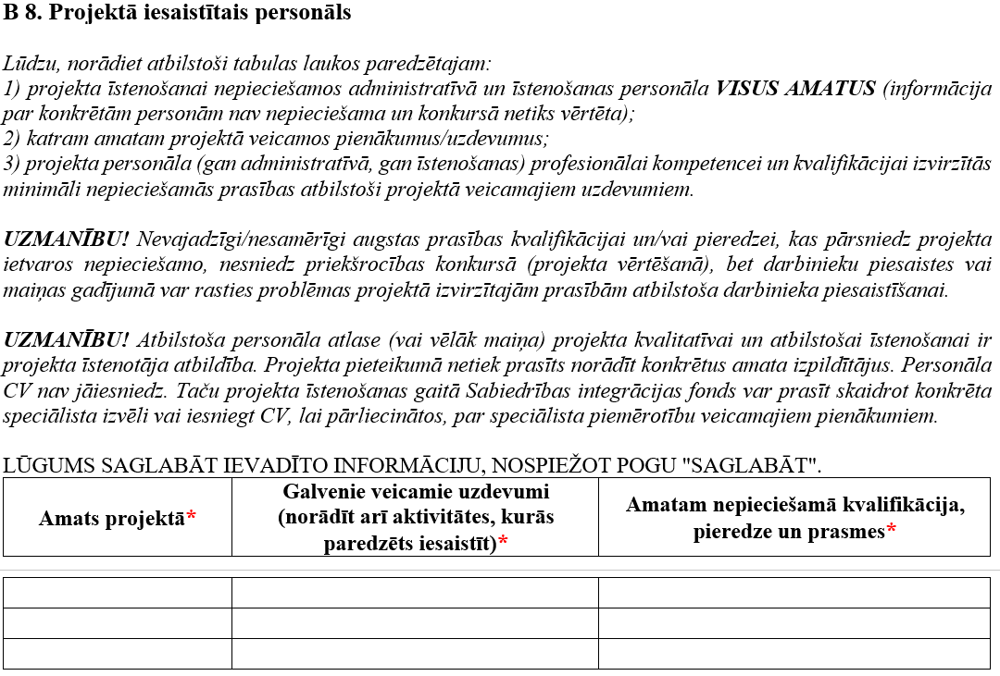 B 8. Projektā iesaistītais personāls
Lūdzu, norādiet atbilstoši tabulas laukos paredzētajam:
1) projekta īstenošanai nepieciešamos administratīvā un īstenošanas personāla VISUS AMATUS (informācija
par konkrētām personām nav nepieciešama un konkursā netiks vērtēta);
2) katram amatam projektā veicamos pienākumus/uzdevumus;
3) projekta personāla (gan administratīvā, gan īstenošanas) profesionālai kompetencei un kvalifikācijai izvirzītās
minimāli nepieciešamās prasības atbilstoši projektā veicamajiem uzdevumiem.
UZMANĪBU! Nevajadzīgi/nesamērīgi augstas prasības kvalifikācijai un/vai pieredzei, kas pārsniedz projekta
ietvaros nepieciešamo, nesniedz priekšrocības konkursā (projekta vērtēšanā), bet darbinieku piesaistes vai
maiņas gadījumā var rasties problēmas projektā izvirzītajām prasībām atbilstoša darbinieka piesaistīšanai.
UZMANĪBU! Atbilstoša personāla atlase (vai vēlāk maiņa) projekta kvalitatīvai un atbilstošai īstenošanai ir
projekta īstenotāja atbildība. Projekta pieteikumā netiek prasīts norādīt konkrētus amata izpildītājus. Personāla
CV nav jāiesniedz. Taču projekta īstenošanas gaitā Sabiedrības integrācijas fonds var prasīt skaidrot konkrēta
speciālista izvēli vai iesniegt CV, lai pārliecinātos, par speciālista piemērotību veicamajiem pienākumiem.
LŪGUMS SAGLABĀT IEVADĪTO INFORMĀCIJU, NOSPIEŽOT POGU "SAGLABĀT".
Amats projektā*
Galvenie veicamie uzdevumi
(norādīt arī aktivitātes, kurās
paredzēts iesaistīt)*
Amatam nepieciešamā kvalifikācija,
pieredze un prasmes*